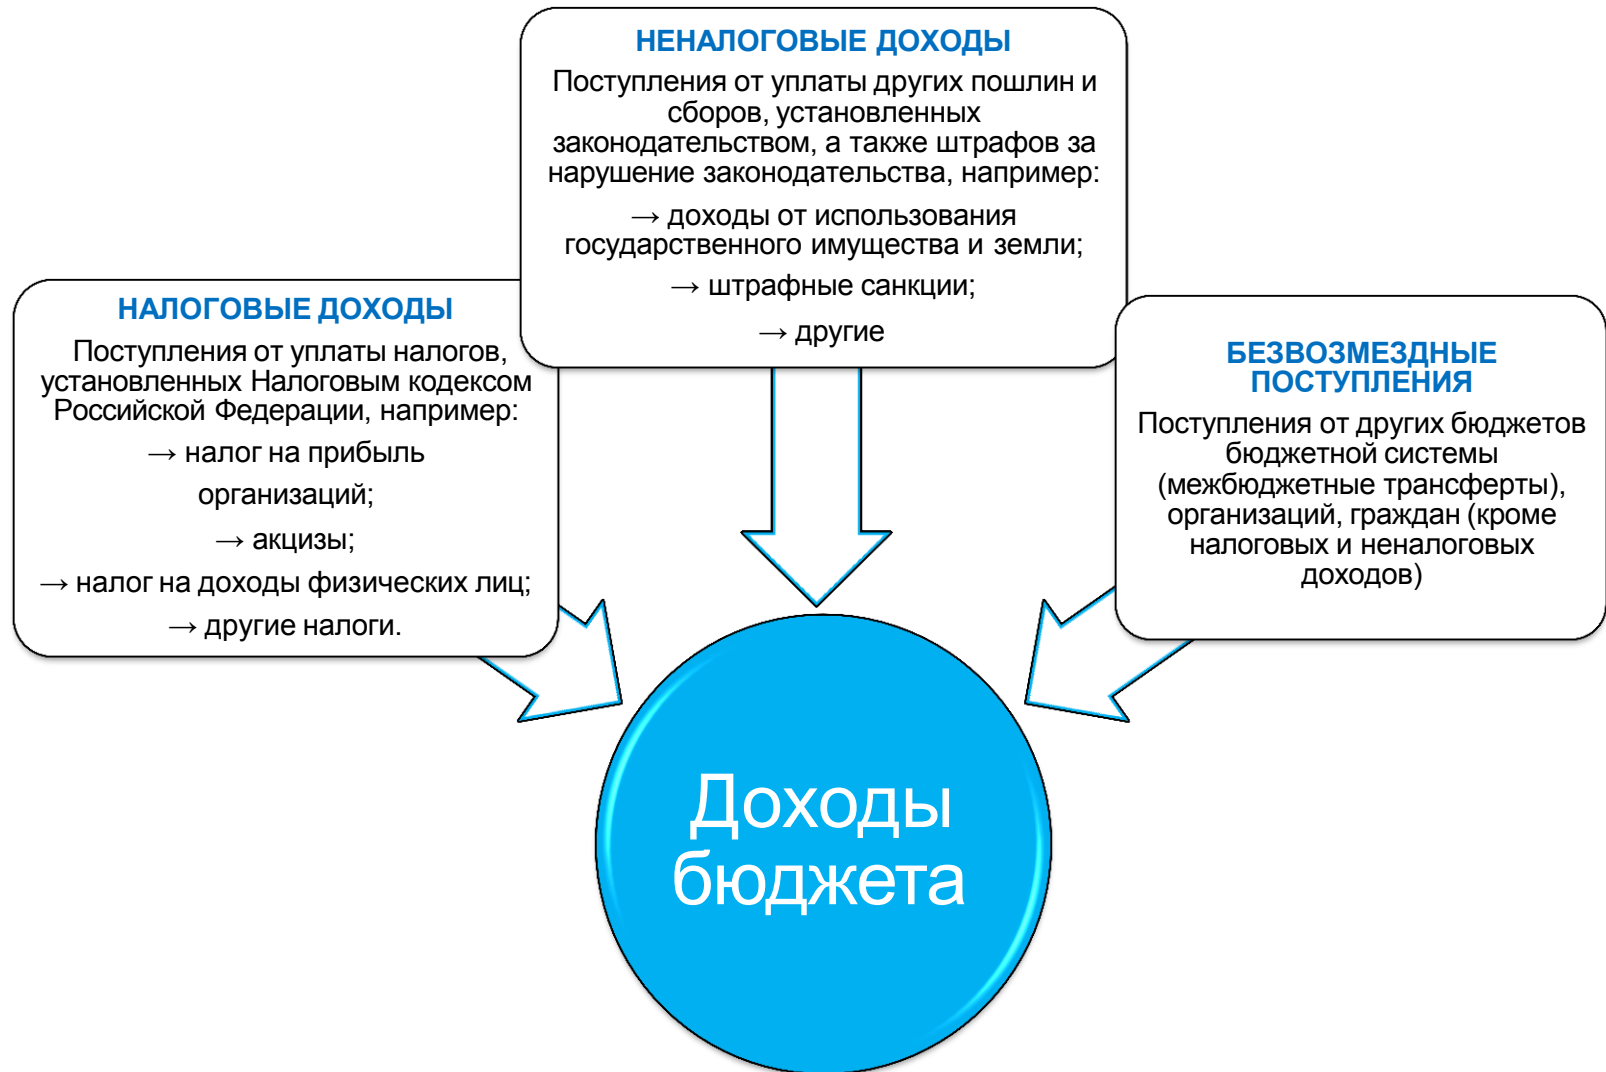 НЕНАЛОГОВЫЕ ДОХОДЫ
Поступления от уплаты других пошлин и
сборов, установленных
законодательством, а также штрафов за
нарушение законодательства, например:
→ доходы от использования
государственного имущества и земли;
→ штрафные санкции;
→ другие
НАЛОГОВЫЕ ДОХОДЫ
Поступления от уплаты налогов,
установленных Налоговым кодексом
Российской Федерации, например:
→ налог на прибыль
организаций;
→ акцизы;
→ налог на доходы физических лиц;
→ другие налоги.
БЕЗВОЗМЕЗДНЫЕ
ПОСТУПЛЕНИЯ
Поступления от других бюджетов
бюджетной системы
(межбюджетные трансферты),
организаций, граждан (кроме
налоговых и неналоговых
доходов)
Доходы
бюджета